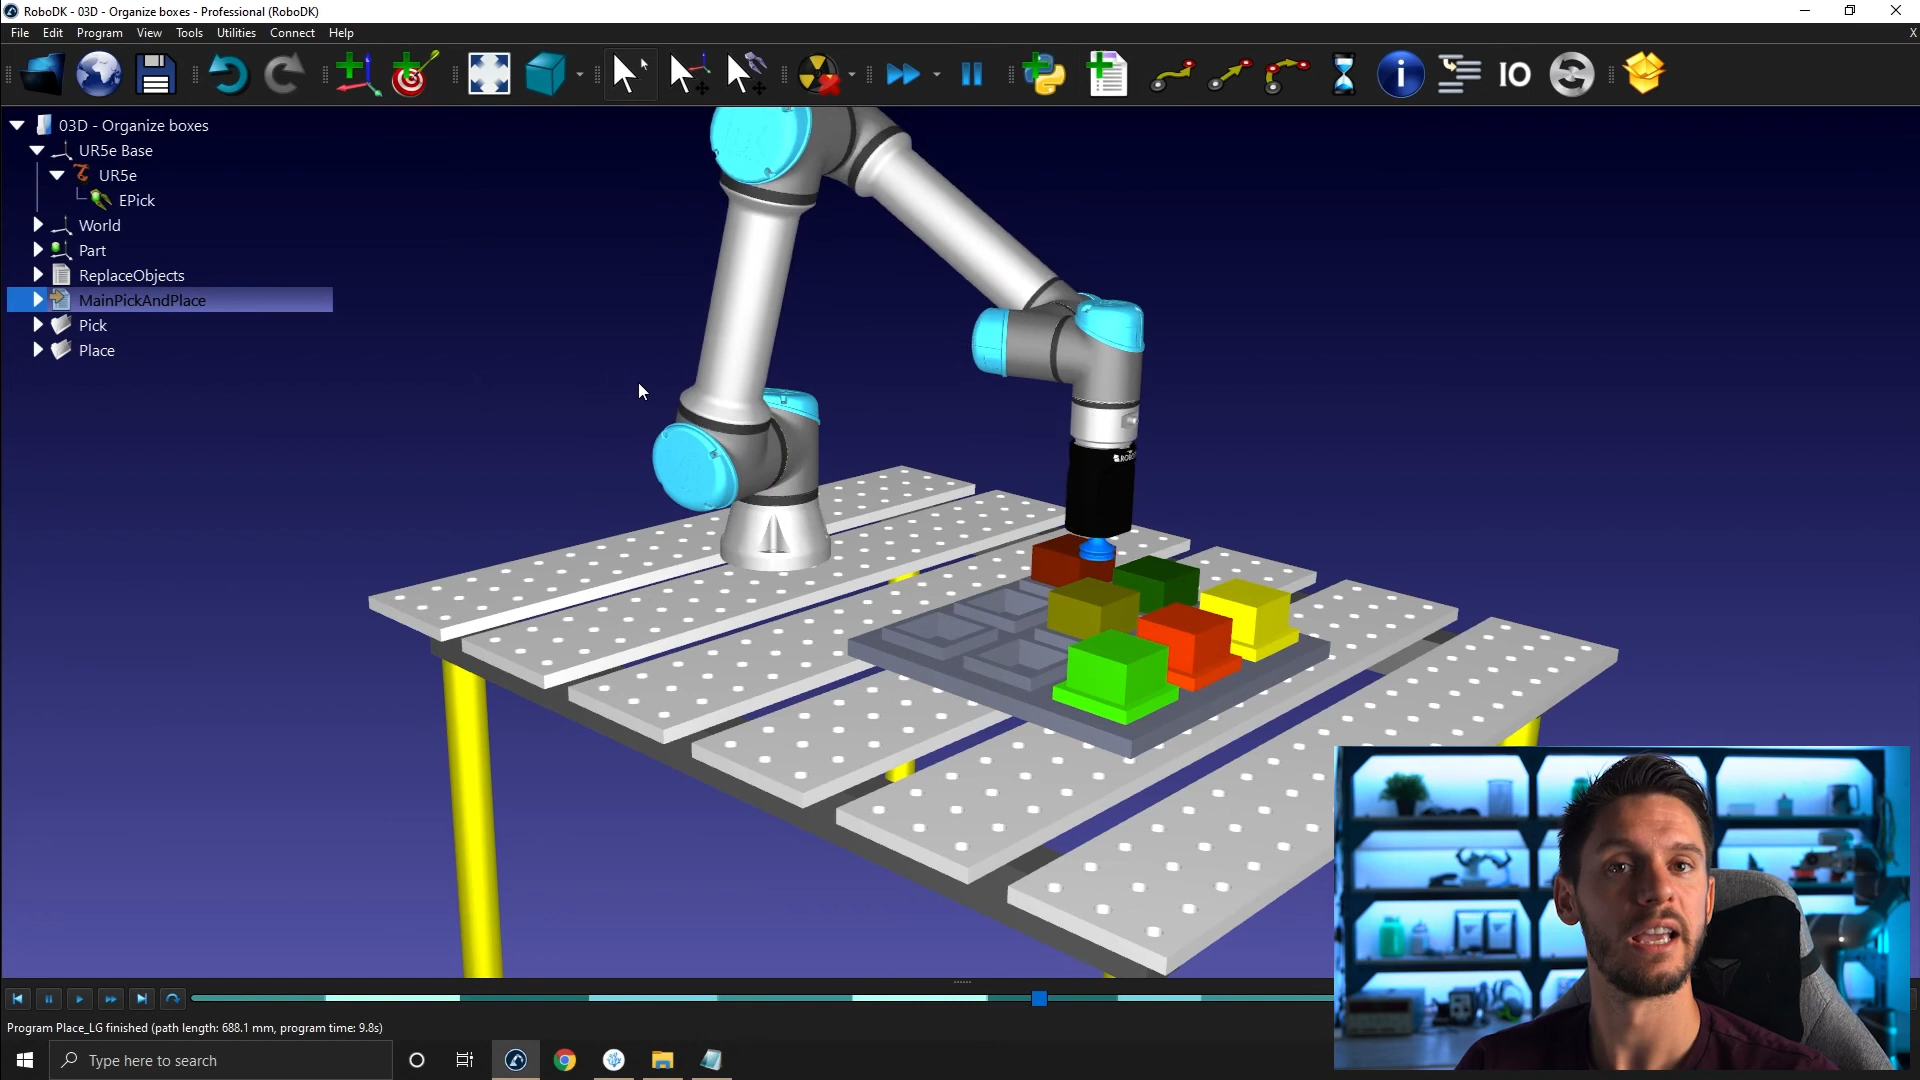 RoboDK - 03D - Organize boxes - Professional (RoboDK)
File Edit Program View Tools Utilities Connect Help X
IO
03D - Organize boxes
UR5e Base
UR5e
EPick
World
Part
ReplaceObjects
MainPickAndPlace
Pick
Place
Program Place_LG finished (path length: 688.1 mm, program time: 9.8s)
Type here to search